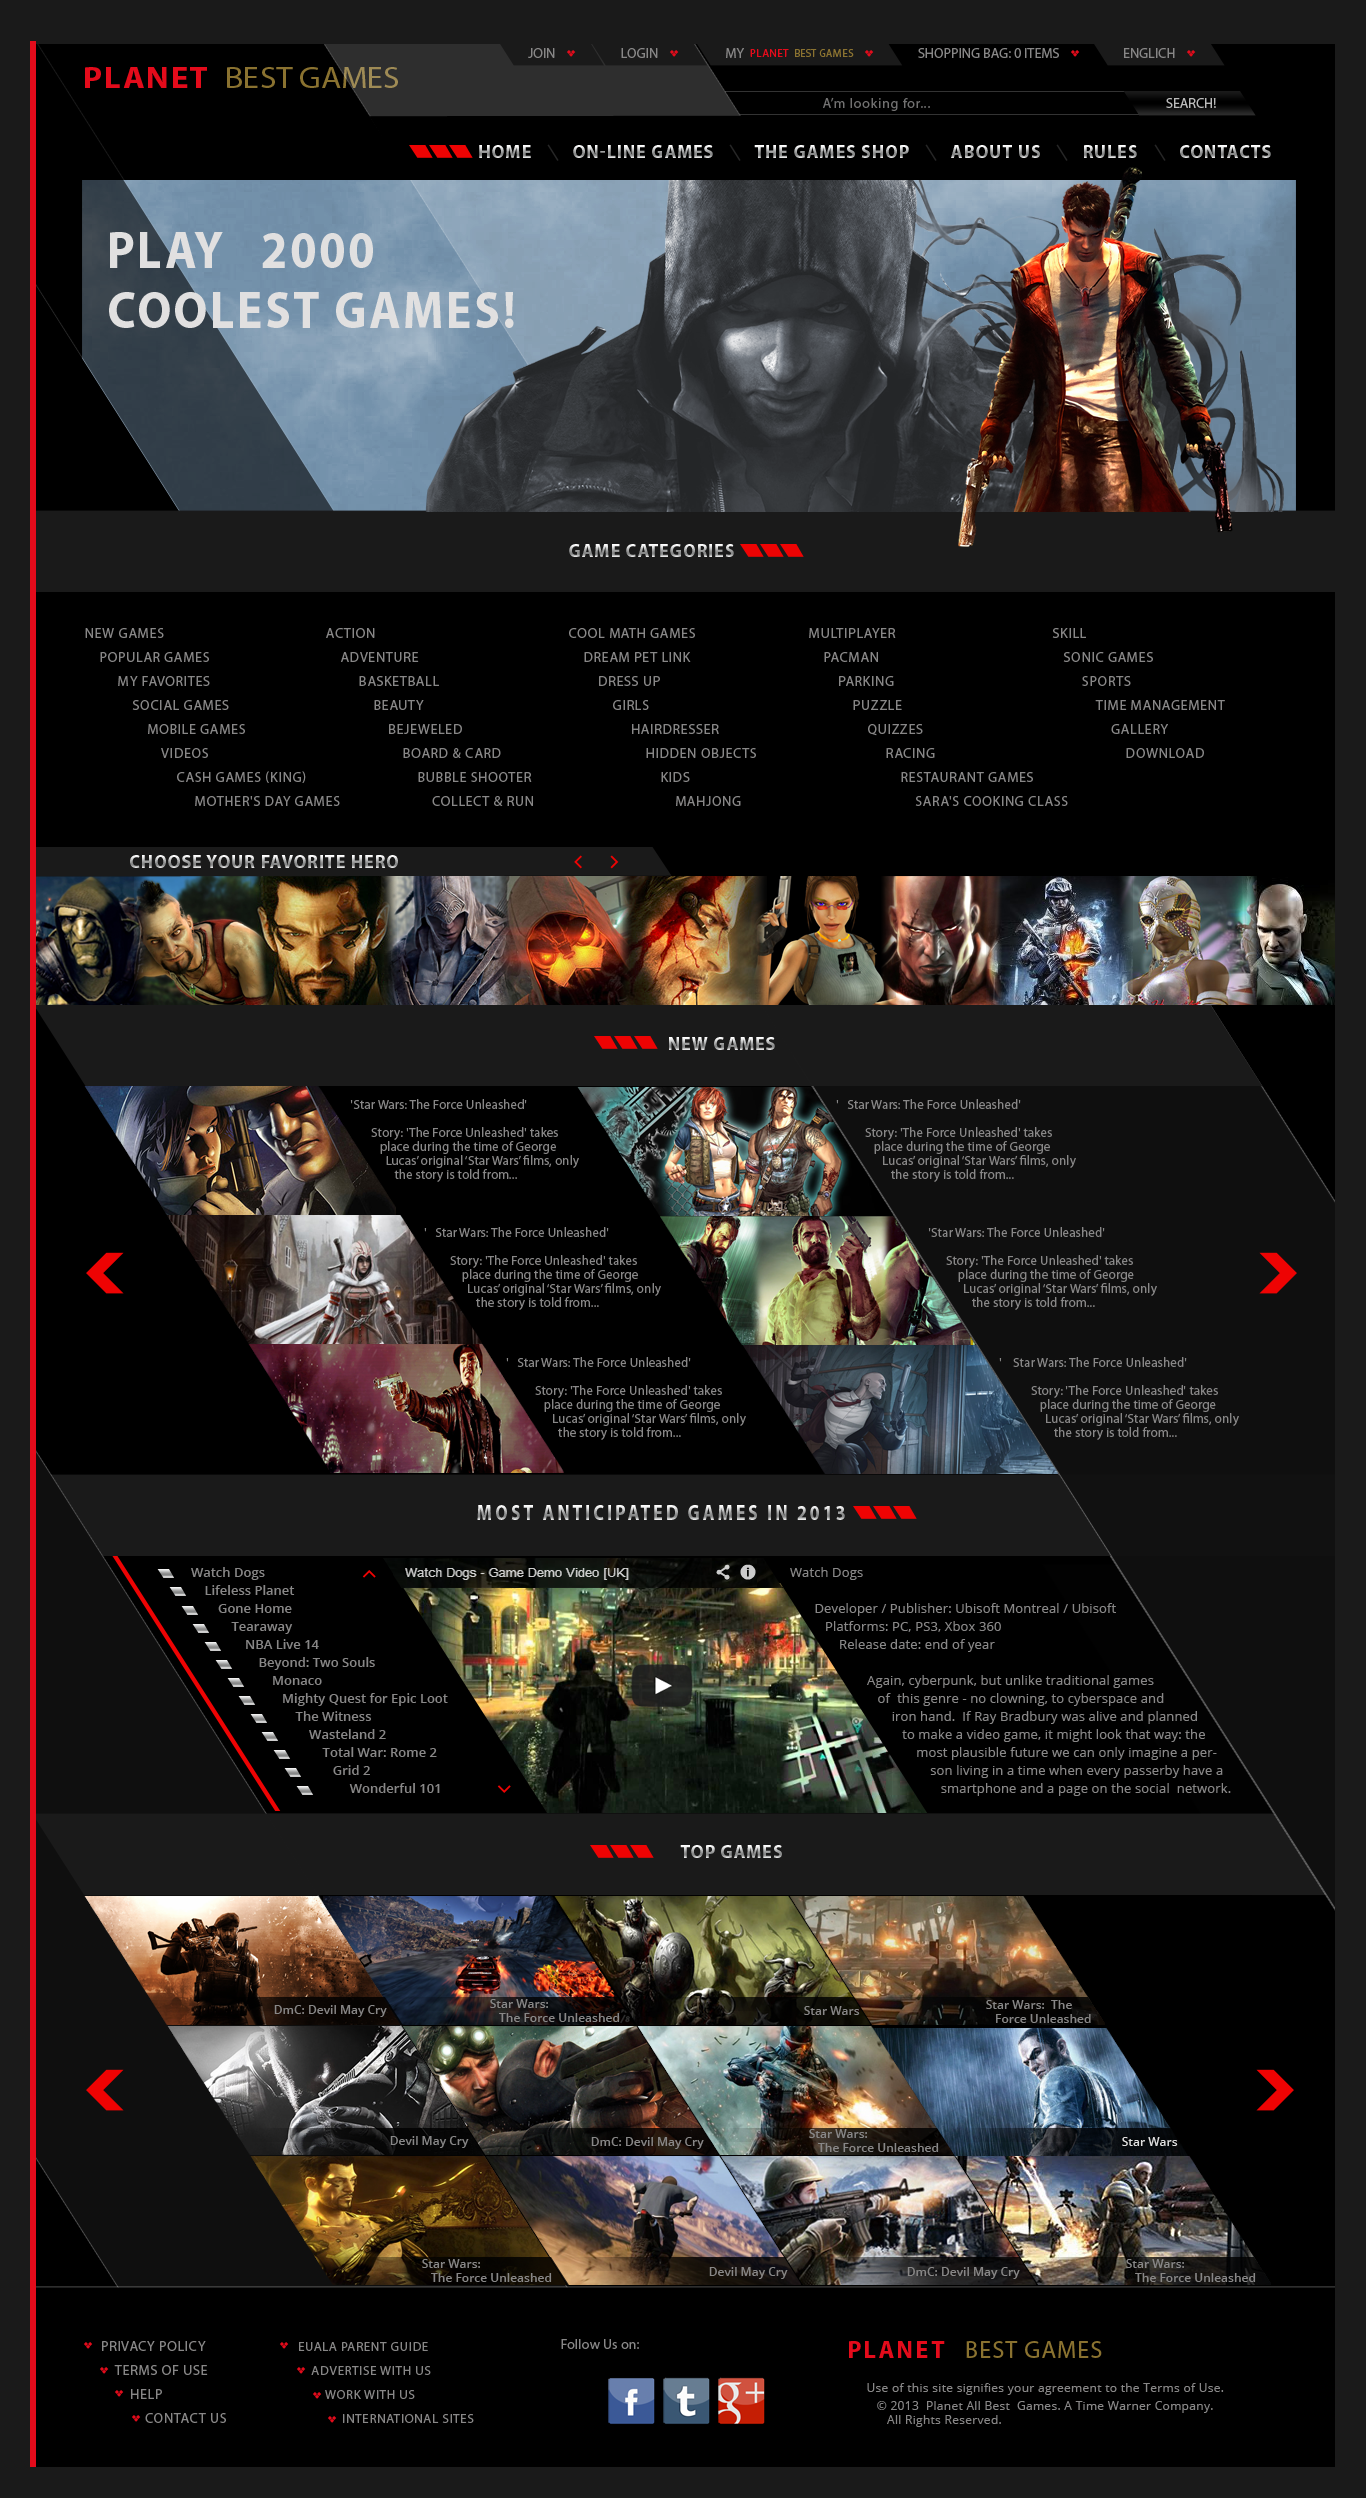 JOIN LOGIN MY PLANET BEST GAMES SHOPPING BAG: 0 ITEMS ENGLICH
PLANET BEST GAMES
A'm looking for... SEARCH!
HOME ON-LINE GAMES THE GAMES SHOP ABOUT US RULES CONTACTS
PLAY 2000
COOLEST GAMES!
GAME CATEGORIES
NEW GAMES ACTION COOL MATH GAMES MULTIPLAYER SKILL
POPULAR GAMES ADVENTURE DREAM PET LINK PACMAN SONIC GAMES
MY FAVORITES BASKETBALL DRESS UP PARKING SPORTS
SOCIAL GAMES BEAUTY GIRLS PUZZLE TIME MANAGEMENT
MOBILE GAMES BEJEWELED HAIRDRESSER QUIZZES GALLERY
VIDEOS BOARD & CARD HIDDEN OBJECTS RACING DOWNLOAD
CASH GAMES (KING) BUBBLE SHOOTER KIDS RESTAURANT GAMES
MOTHER'S DAY GAMES COLLECT & RUN MAHJONG SARA'S COOKING CLASS
CHOOSE YOUR FAVORITE HERO
NEW GAMES
'Star Wars: The Force Unleashed'
Story: 'The Force Unleashed' takes
place during the time of George
Lucas' original 'Star Wars' films, only
the story is told from...
' Star Wars: The Force Unleashed'
Story: 'The Force Unleashed' takes
place during the time of George
Lucas' original 'Star Wars' films, only
the story is told from...
' Star Wars: The Force Unleashed'
Story: 'The Force Unleashed' takes
place during the time of George
Lucas' original 'Star Wars' films, only
the story is told from...
'Star Wars: The Force Unleashed'
Story: 'The Force Unleashed' takes
place during the time of George
Lucas' original 'Star Wars' films, only
the story is told from...
' Star Wars: The Force Unleashed'
Story: 'The Force Unleashed' takes
place during the time of George
Lucas' original 'Star Wars' films, only
the story is told from...
' Star Wars: The Force Unleashed'
Story: 'The Force Unleashed' takes
place during the time of George
Lucas' original 'Star Wars' films, only
the story is told from...
MOST ANTICIPATED GAMES IN 2013
Watch Dogs
Lifeless Planet
Gone Home
Tearaway
NBA Live 14
Beyond: Two Souls
Monaco
Mighty Quest for Epic Loot
The Witness
Wasteland 2
Total War: Rome 2
Grid 2
Wonderful 101
Watch Dogs - Game Demo Video [UK]
Watch Dogs
Developer / Publisher: Ubisoft Montreal / Ubisoft
Platforms: PC, PS3, Xbox 360
Release date: end of year
Again, cyberpunk, but unlike traditional games
of this genre - no clowning, to cyberspace and
iron hand. If Ray Bradbury was alive and planned
to make a video game, it might look that way: the
most plausible future we can only imagine a per-
son living in a time when every passerby have a
smartphone and a page on the social network.
TOP GAMES
DmC: Devil May Cry
Star Wars:
The Force Unleashed
Star Wars
Star Wars: The
Force Unleashed
Devil May Cry
DmC: Devil May Cry
Star Wars:
The Force Unleashed
Star Wars
Star Wars:
The Force Unleashed
Devil May Cry
DmC: Devil May Cry
Star Wars:
The Force Unleashed
PRIVACY POLICY
TERMS OF USE
HELP
CONTACT US
EUALA PARENT GUIDE
ADVERTISE WITH US
WORK WITH US
INTERNATIONAL SITES
Follow Us on:
f t g+
PLANET BEST GAMES
Use of this site signifies your agreement to the Terms of Use.
© 2013 Planet All Best Games. A Time Warner Company.
All Rights Reserved.